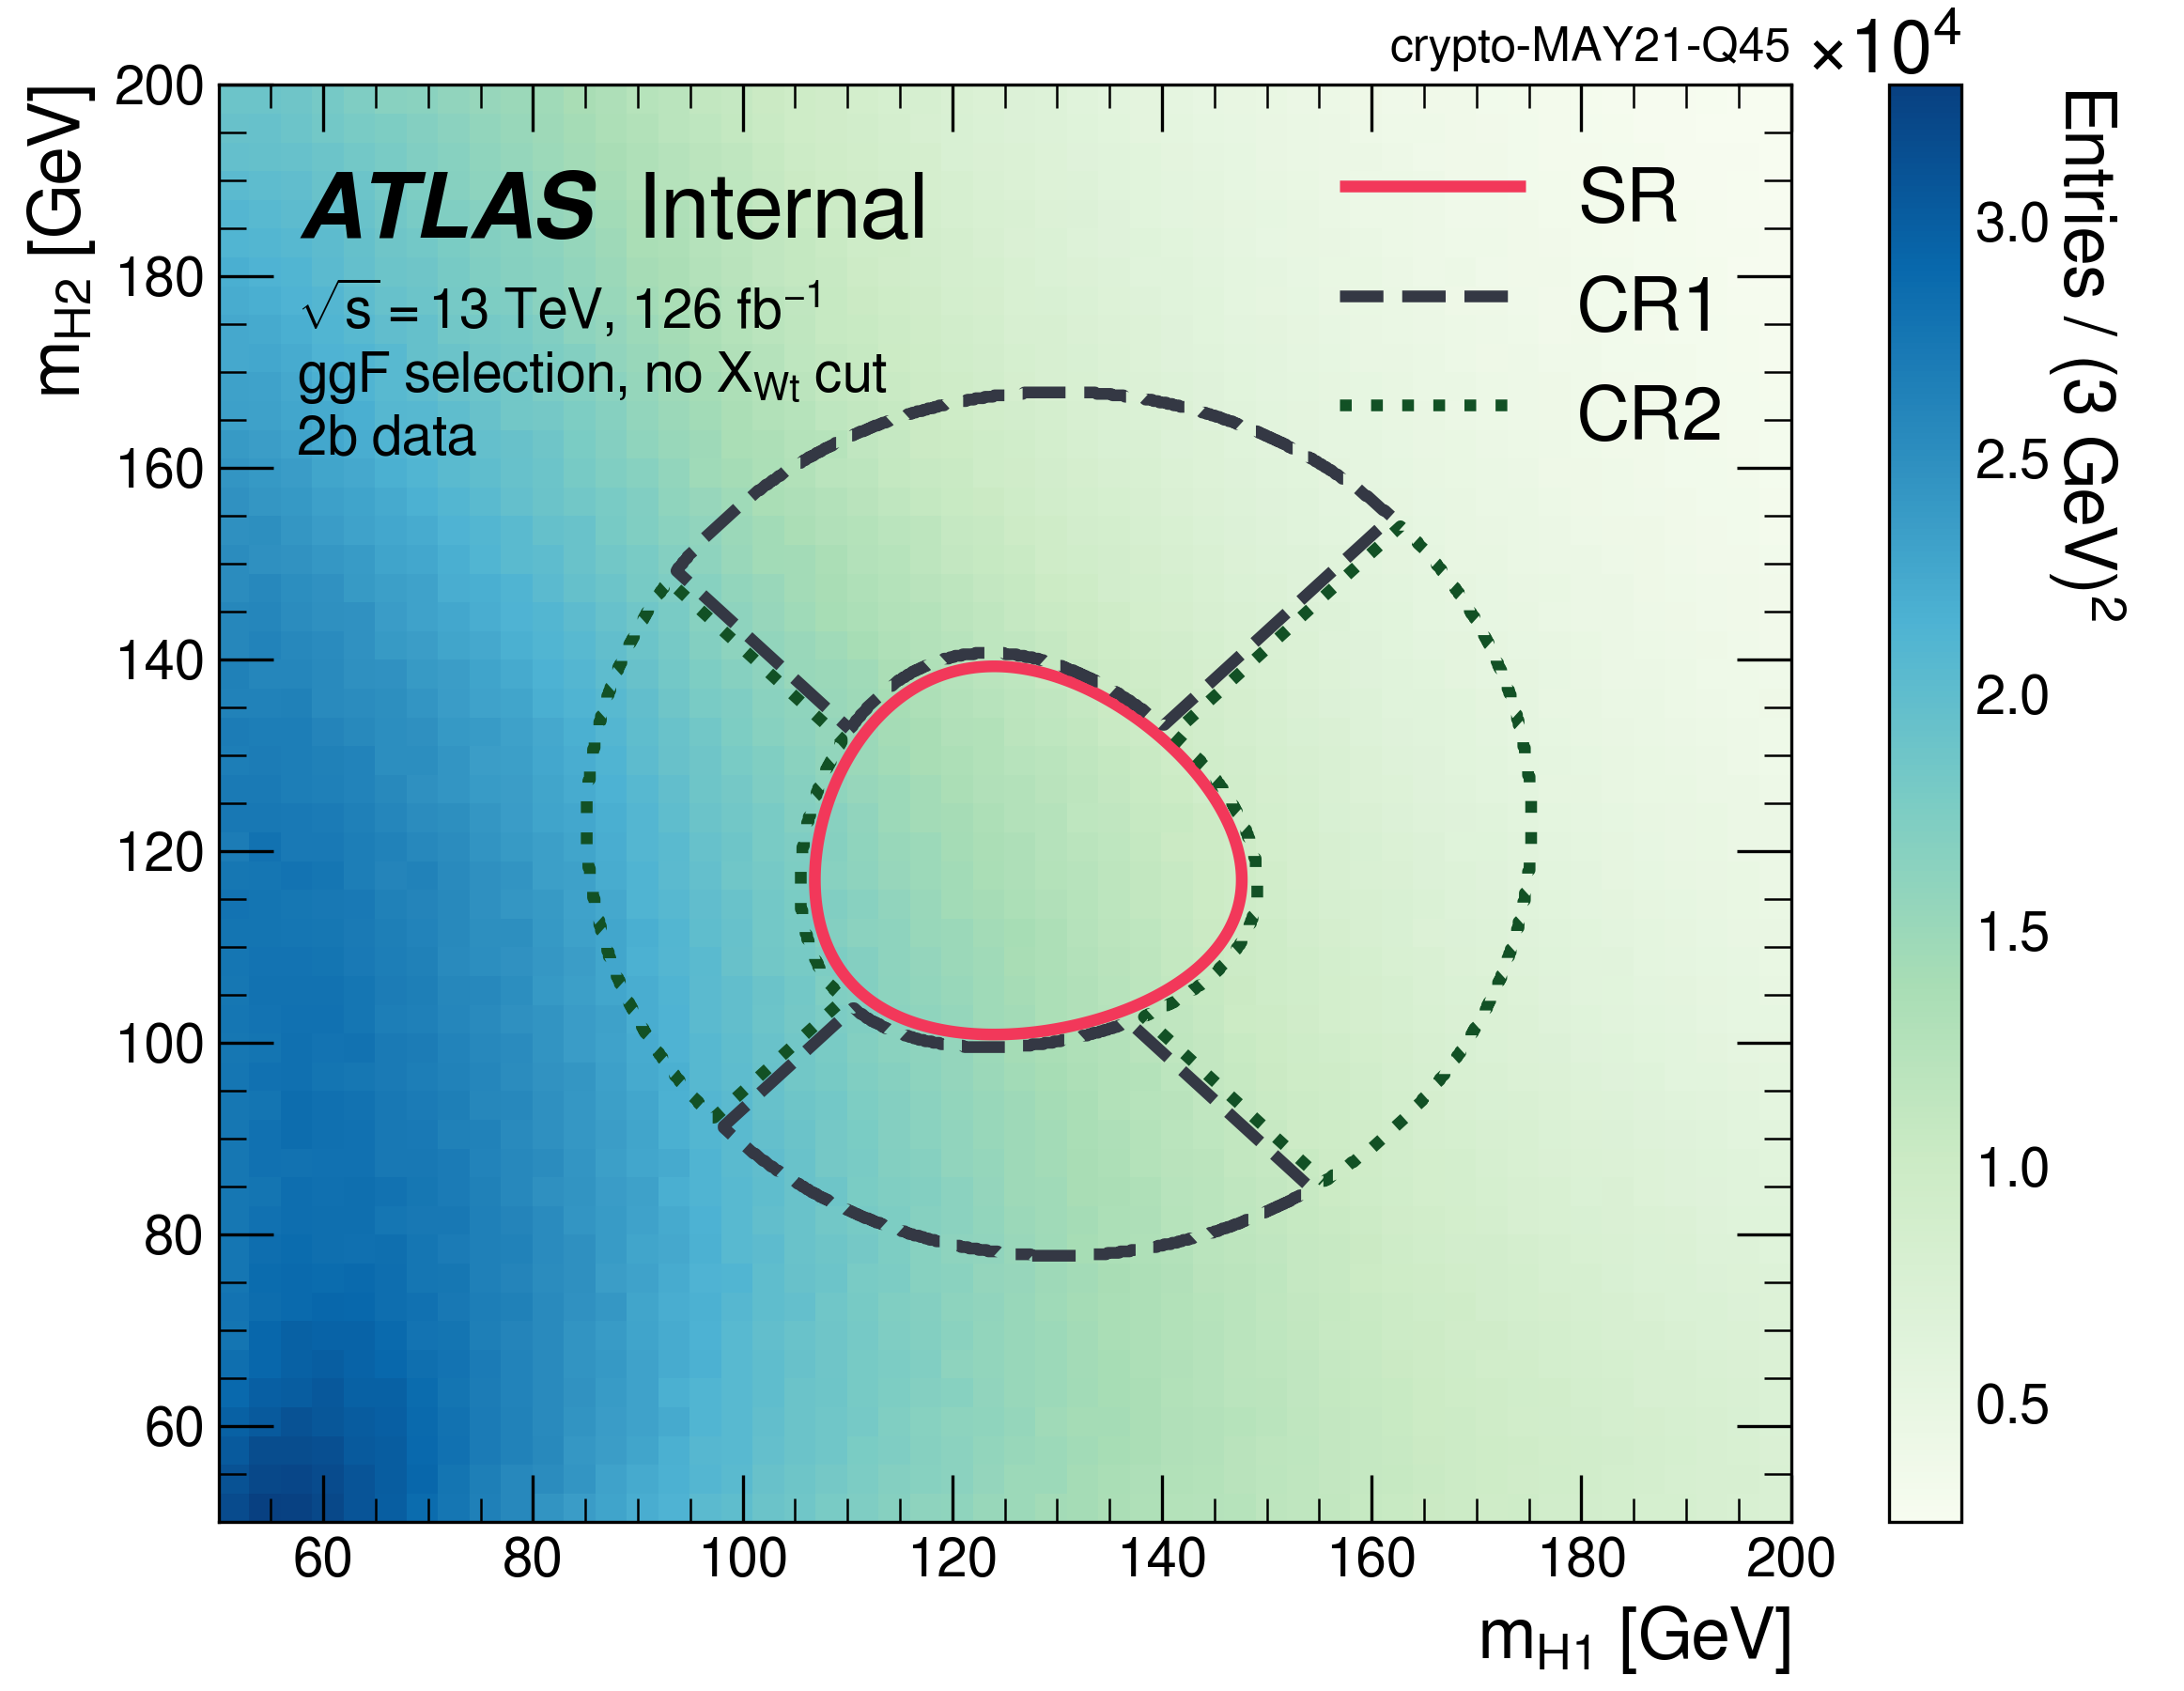 crypto-MAY21-Q45 ×10⁴
ATLAS Internal
√s = 13 TeV, 126 fb⁻¹
ggF selection, no X_Wt cut
2b data
SR
CR1
CR2
m_H2 [GeV]
200
180
160
140
120
100
80
60
60 80 100 120 140 160 180 200
m_H1 [GeV]
3.0
2.5
2.0
1.5
1.0
0.5
Entries / (3 GeV)²